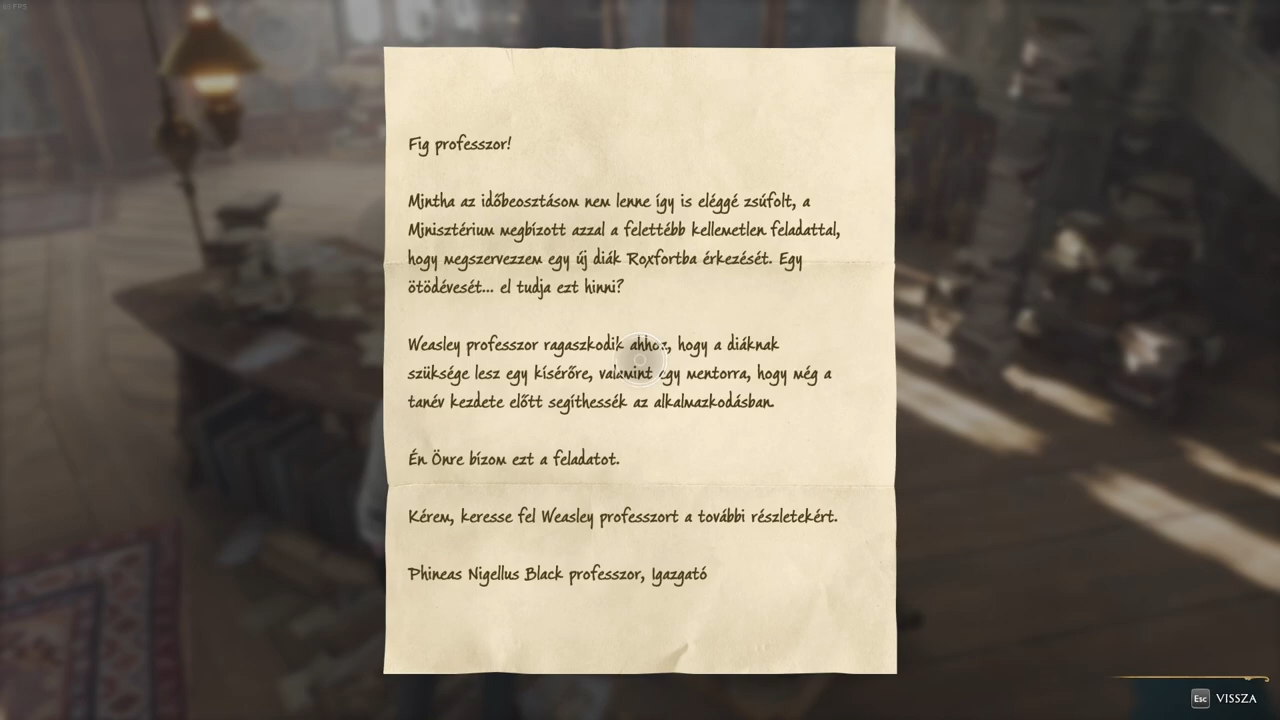 60 FPS
Fig professzor!
Mintha az időbeosztásom nem lenne így is eléggé zsúfolt, a
Minisztérium megbízott azzal a felettébb kellemetlen feladattal,
hogy megszervezzem egy új diák Roxfortba érkezését. Egy
ötödévesét... el tudja ezt hinni?
Weasley professzor ragaszkodik ahhoz, hogy a diáknak
szüksége lesz egy kísérőre, valamint egy mentorra, hogy még a
tanév kezdete előtt segíthessék az alkalmazkodásban.
Én Önre bízom ezt a feladatot.
Kérem, keresse fel Weasley professzort a további részletekért.
Phineas Nigellus Black professzor, Igazgató
Esc VISSZA